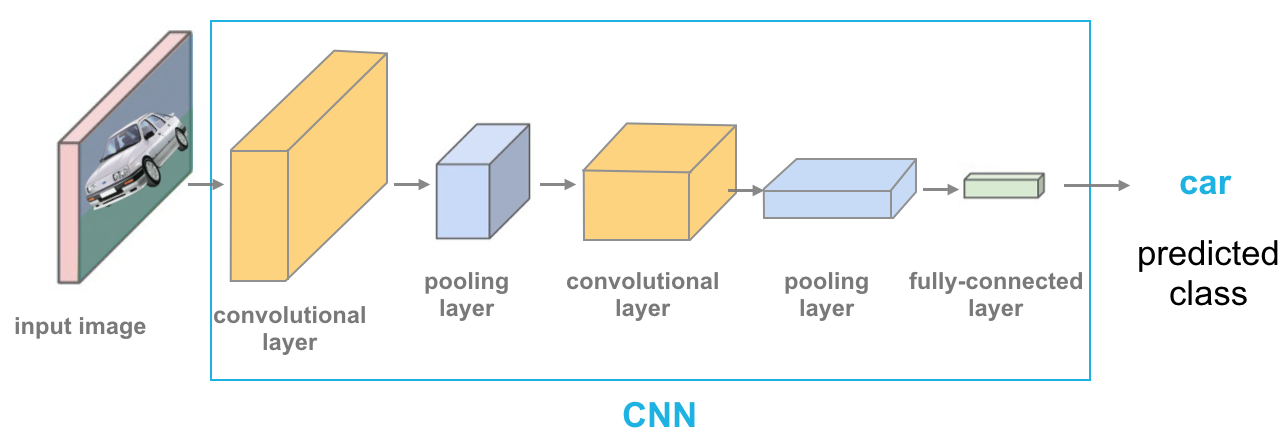 input image
convolutional
layer
pooling
layer
convolutional
layer
pooling
layer
fully-connected
layer
car
predicted
class
CNN